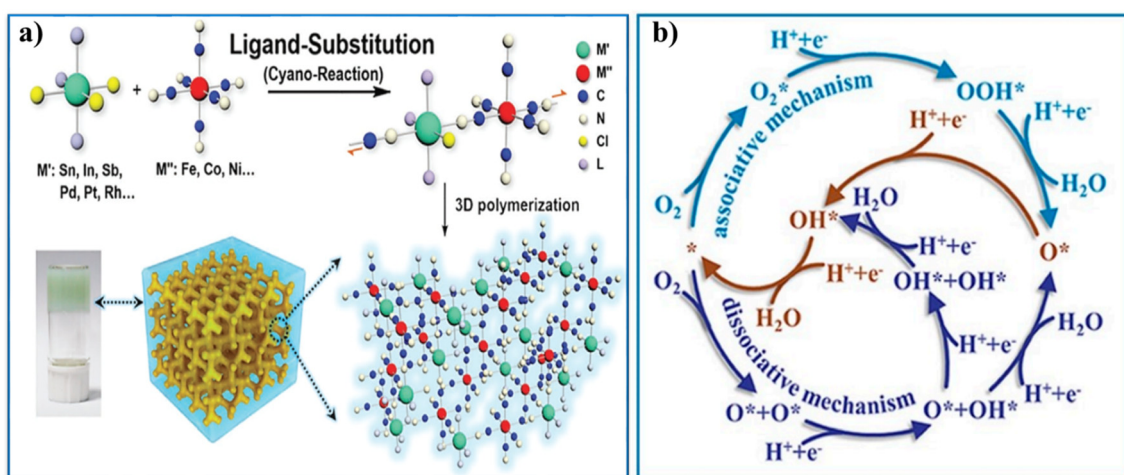 a)
Ligand-Substitution
(Cyano-Reaction)
+
M': Sn, In, Sb,
Pd, Pt, Rh...
M'': Fe, Co, Ni...
M'
M''
C
N
Cl
L
3D polymerization
b)
H⁺+e⁻
O₂*
OOH*
associative mechanism
H⁺+e⁻
H⁺+e⁻
O₂
H₂O
H₂O
OH*
*
H⁺+e⁻
O*
H⁺+e⁻
O₂
OH*+OH*
H₂O
H₂O
dissociative mechanism
H⁺+e⁻
H⁺+e⁻
O*+O*
O*+OH*
H⁺+e⁻